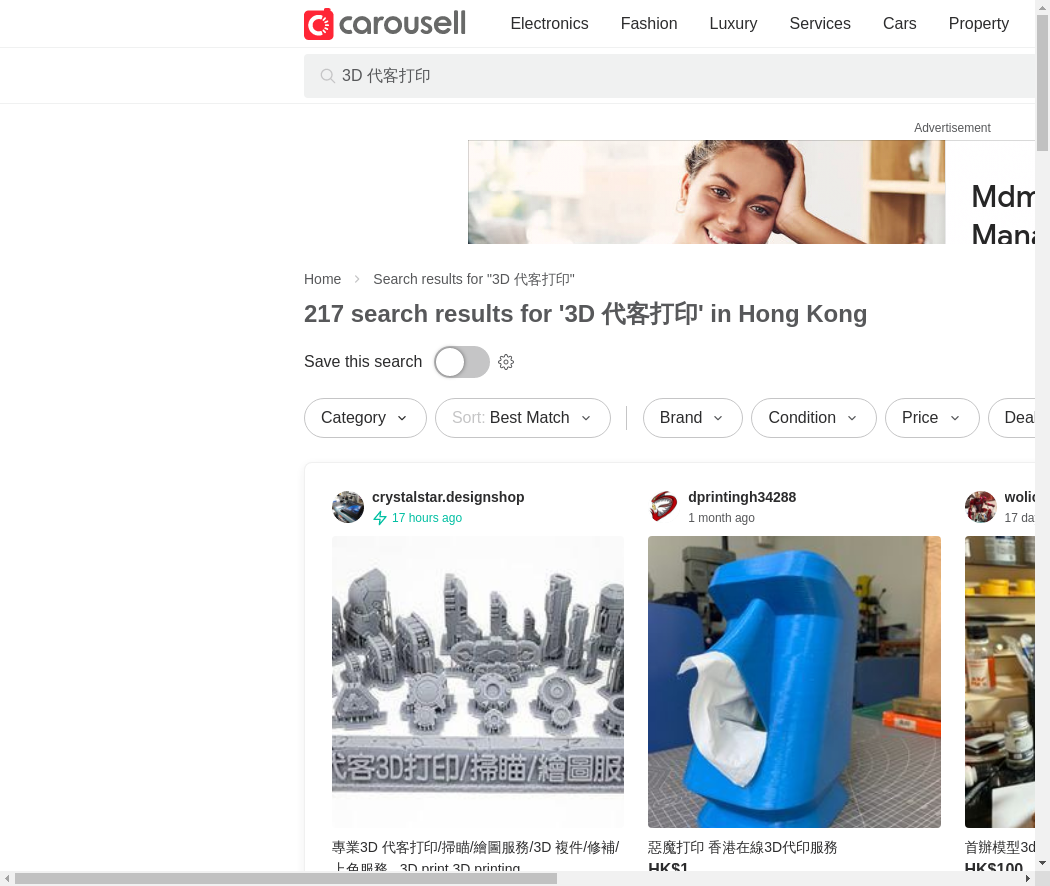 carousell
Electronics Fashion Luxury Services Cars Property
3D 代客打印
Advertisement
Mdm
Mana
Home Search results for "3D 代客打印"
217 search results for '3D 代客打印' in Hong Kong
Save this search
Category Sort: Best Match Brand Condition Price Deal
crystalstar.designshop
17 hours ago
dprintingh34288
1 month ago
wolic
17 da
代客3D打印/掃瞄/繪圖服
專業3D 代客打印/掃瞄/繪圖服務/3D 複件/修補/
上色服務 3D print 3D printing
惡魔打印 香港在線3D代印服務
HK$1
首辦模型3d
HK$100